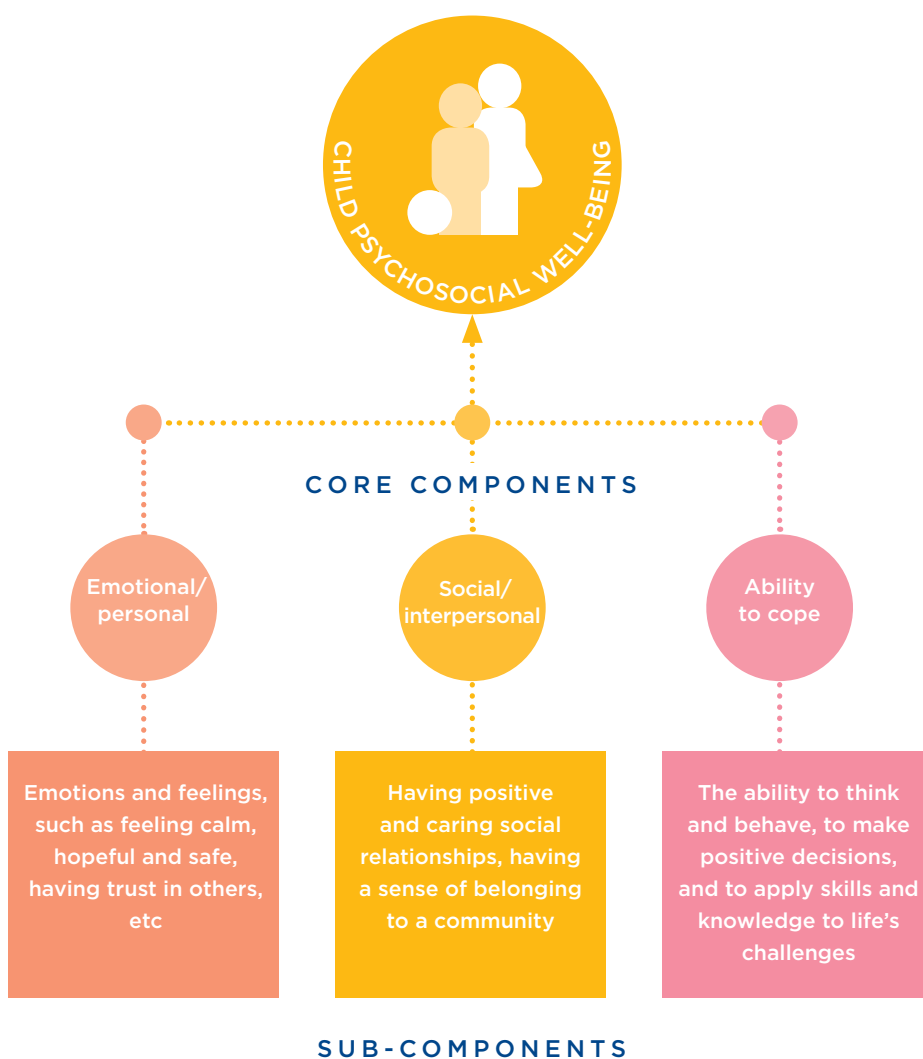 CHILD PSYCHOSOCIAL WELL-BEING
CORE COMPONENTS
Emotional/
personal
Social/
interpersonal
Ability
to cope
Emotions and feelings,
such as feeling calm,
hopeful and safe,
having trust in others,
etc
Having positive
and caring social
relationships, having
a sense of belonging
to a community
The ability to think
and behave, to make
positive decisions,
and to apply skills and
knowledge to life’s
challenges
SUB-COMPONENTS